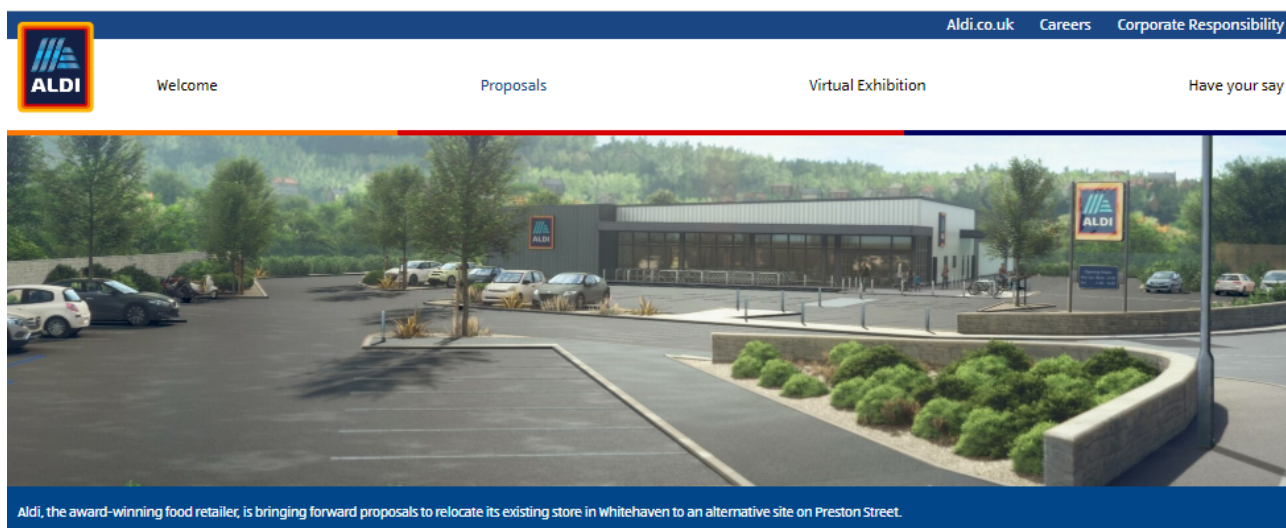 Aldi.co.uk Careers Corporate Responsibility
ALDI
Welcome Proposals Virtual Exhibition Have your say
ALDI
ALDI
Aldi, the award-winning food retailer, is bringing forward proposals to relocate its existing store in Whitehaven to an alternative site on Preston Street.